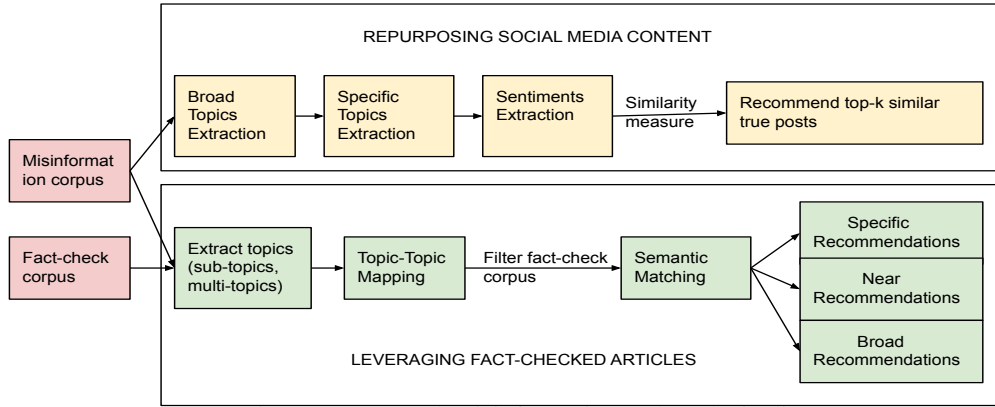 REPURPOSING SOCIAL MEDIA CONTENT
Broad
Topics
Extraction
Specific
Topics
Extraction
Sentiments
Extraction
Similarity
measure
Recommend top-k similar
true posts
Misinformat
ion corpus
Fact-check
corpus
Extract topics
(sub-topics,
multi-topics)
Topic-Topic
Mapping
Filter fact-check
corpus
Semantic
Matching
Specific
Recommendations
Near
Recommendations
Broad
Recommendations
LEVERAGING FACT-CHECKED ARTICLES